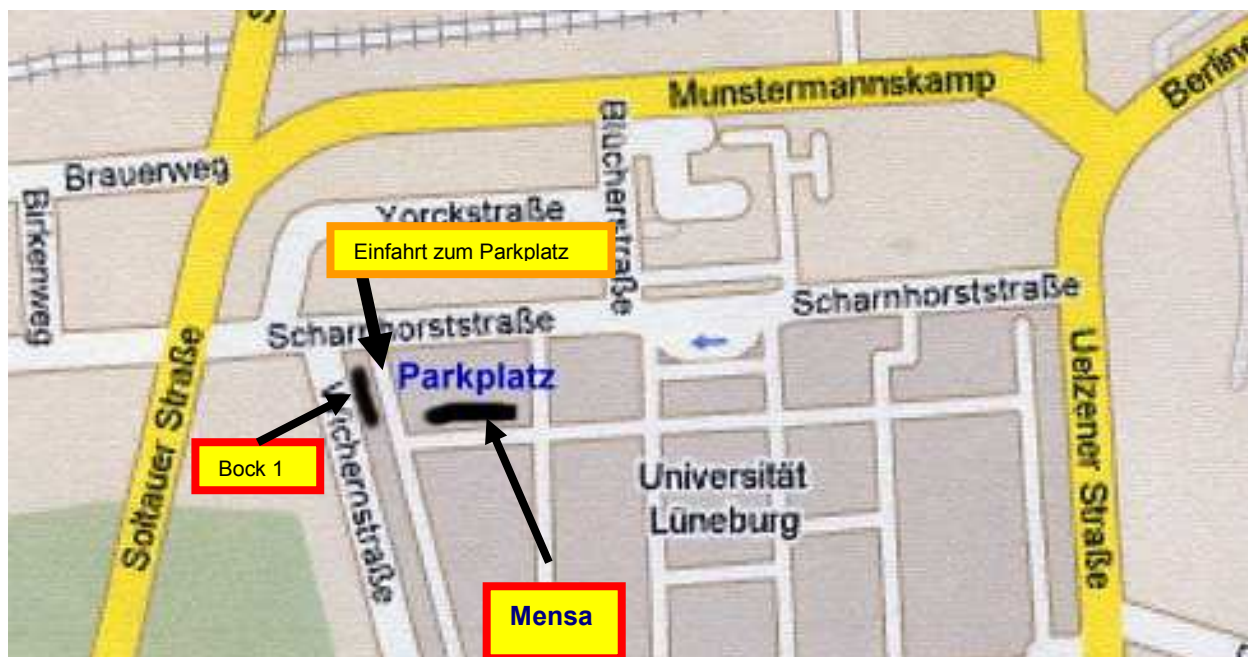 Munstermannskamp
Brauerweg
Birkenweg
Yorckstraße
Blücherstraße
Einfahrt zum Parkplatz
Scharnhorststraße
Scharnhorststraße
Parkplatz
Soltauer Straße
Bock 1
Wichernstraße
Universität
Lüneburg
Uelzener Straße
Mensa